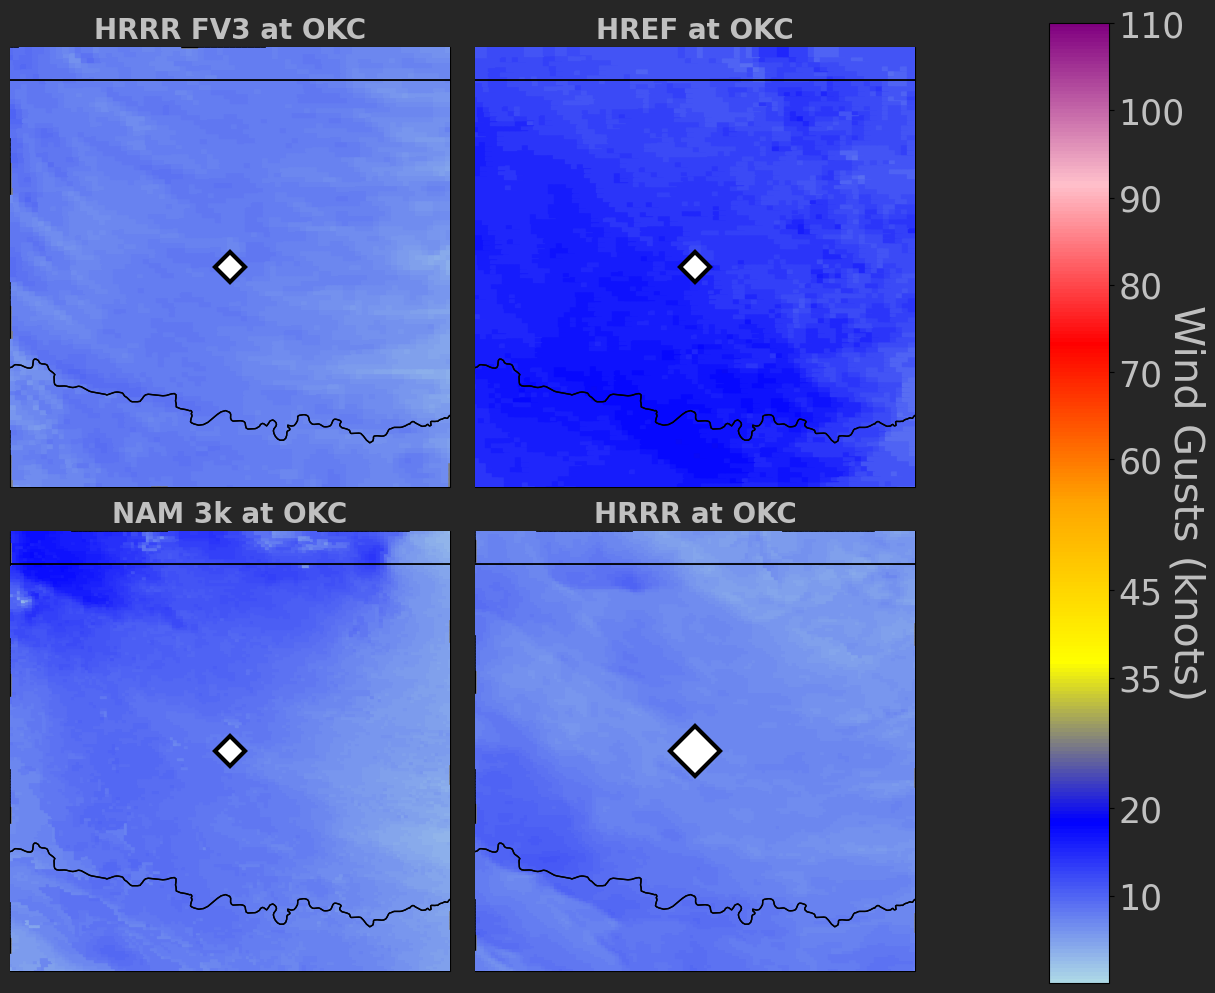 HRRR FV3 at OKC
HREF at OKC
NAM 3k at OKC
HRRR at OKC
110
100
90
80
70
60
45
35
20
10
Wind Gusts (knots)